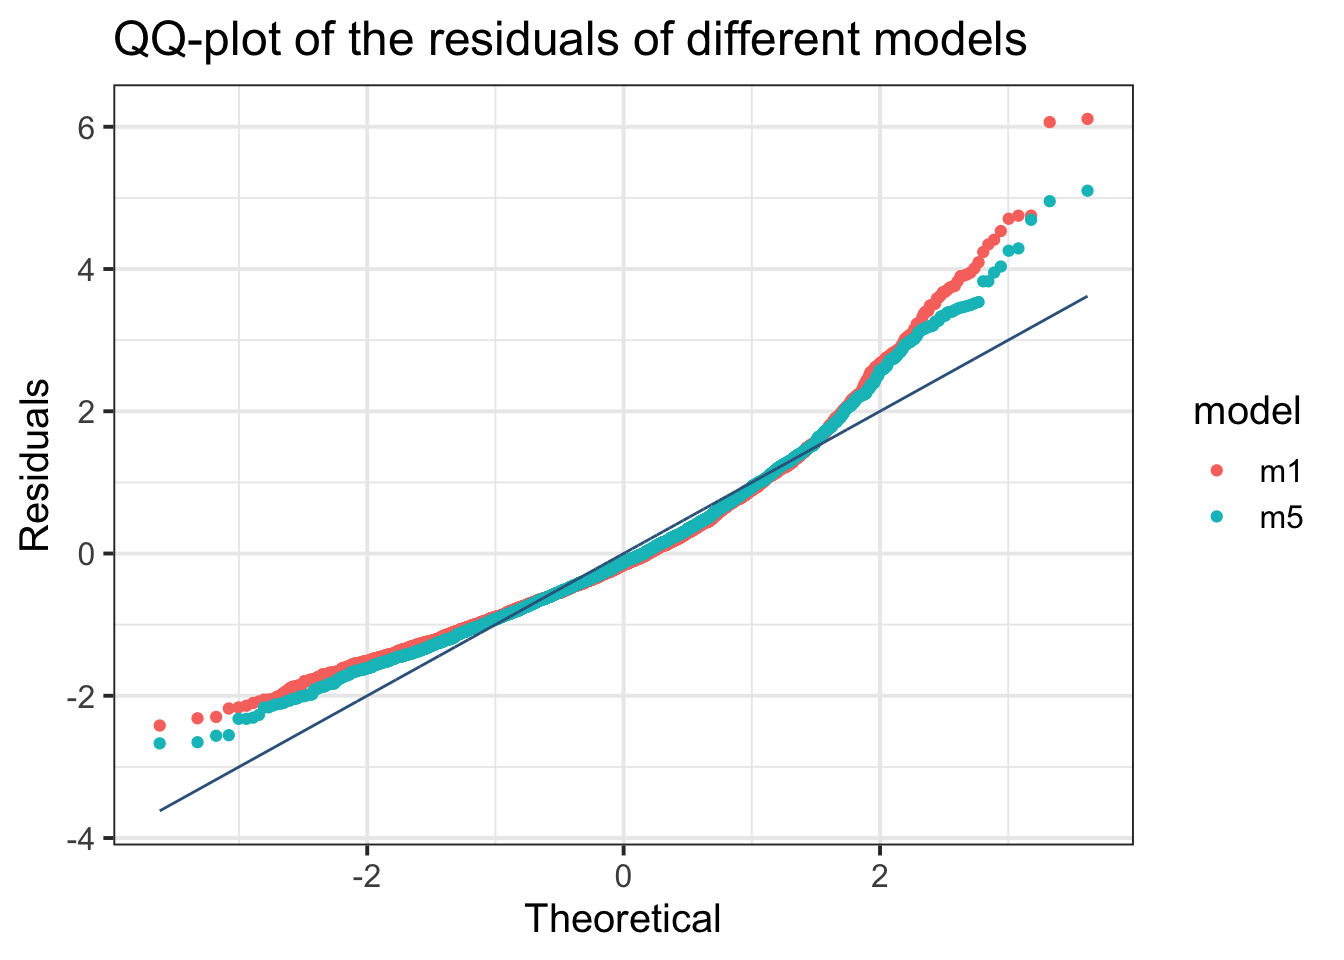 QQ-plot of the residuals of different models
6
4
2
0
-2
-4
Residuals
-2
0
2
Theoretical
model
m1
m5